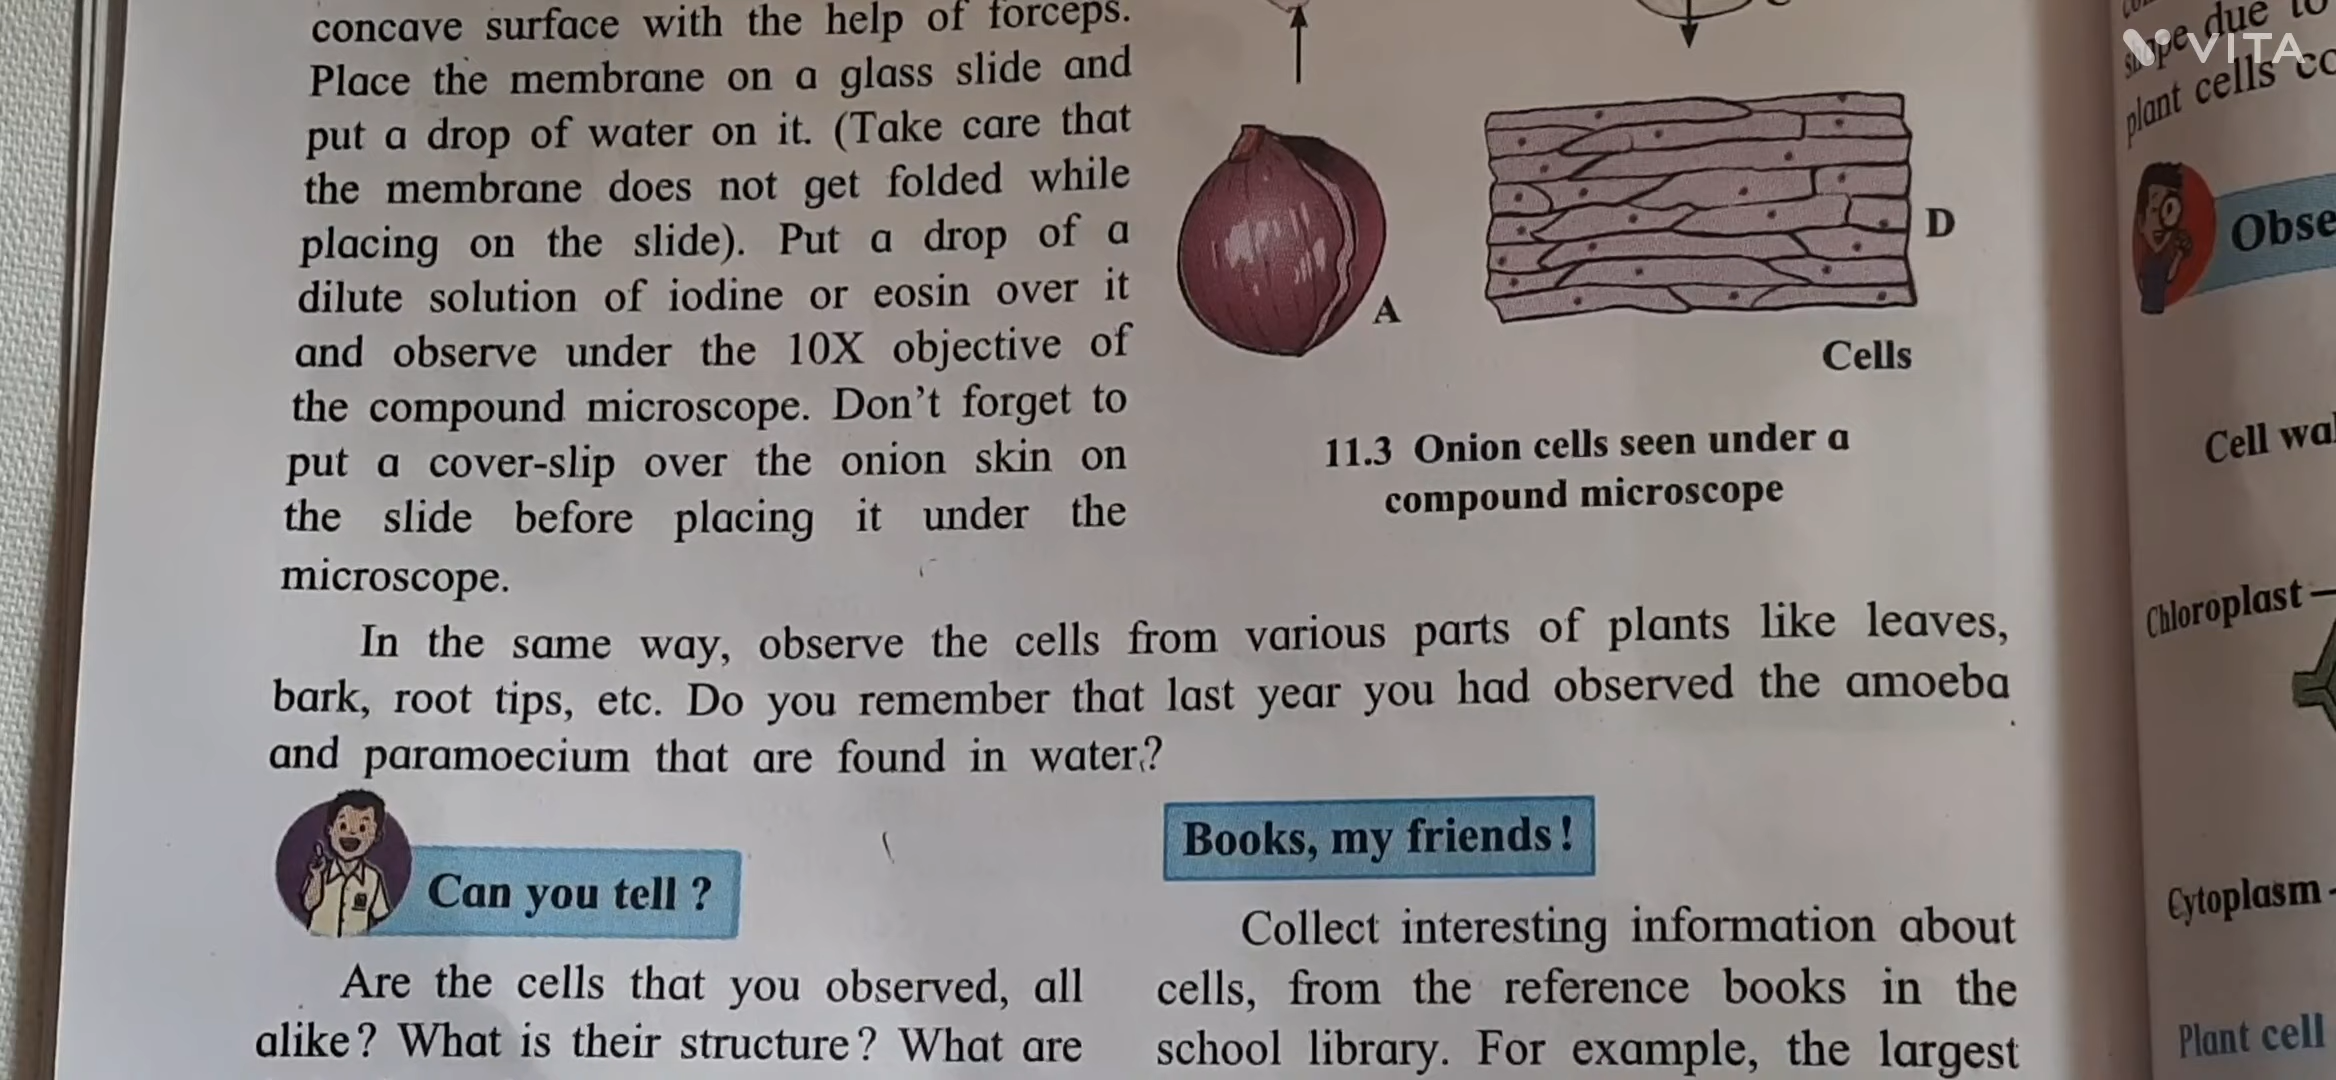 concave surface with the help of forceps.
Place the membrane on a glass slide and
put a drop of water on it. (Take care that
the membrane does not get folded while
placing on the slide). Put a drop of a
dilute solution of iodine or eosin over it
and observe under the 10X objective of
the compound microscope. Don't forget to
put a cover-slip over the onion skin on
the slide before placing it under the
microscope.
A
D
Cells
11.3 Onion cells seen under a
compound microscope
In the same way, observe the cells from various parts of plants like leaves,
bark, root tips, etc. Do you remember that last year you had observed the amoeba
and paramoecium that are found in water?
Can you tell ?
Are the cells that you observed, all
alike? What is their structure? What are
Books, my friends !
Collect interesting information about
cells, from the reference books in the
school library. For example, the largest
due to
plant cells
Obse
Cell wal
Chloroplast
Cytoplasm
Plant cell
VITA